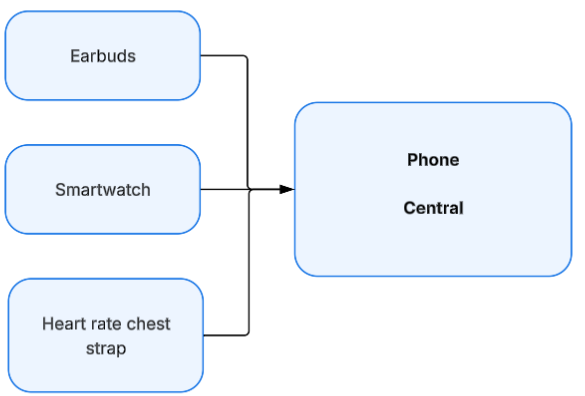 Earbuds
Smartwatch
Heart rate chest
strap
Phone
Central